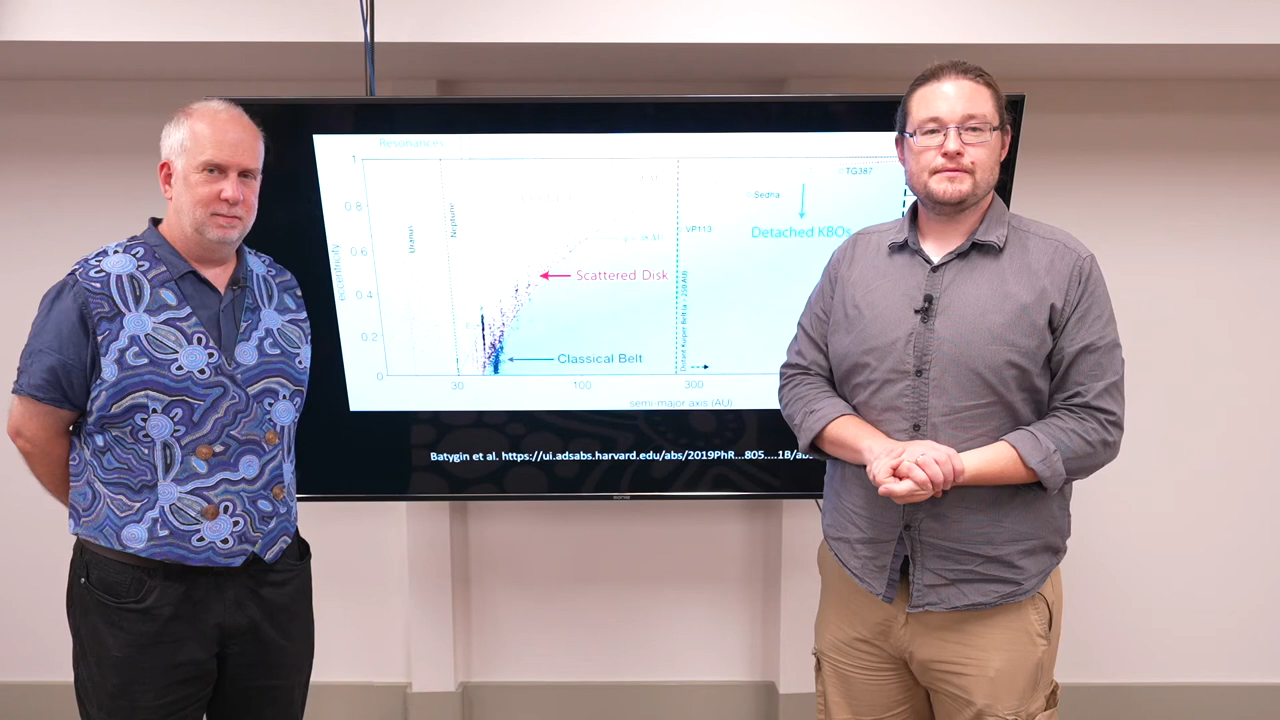 Resonances
1
TG387
0.8
Sedna
Uranus
Neptune
VP113
Detached KBOs
eccentricity
0.6
Scattered Disk
0.4
0.2
Classical Belt
0
30
100
300
semi-major axis (AU)
Batygin et al. https://ui.adsabs.harvard.edu/abs/2019PhR...805....1B/abs